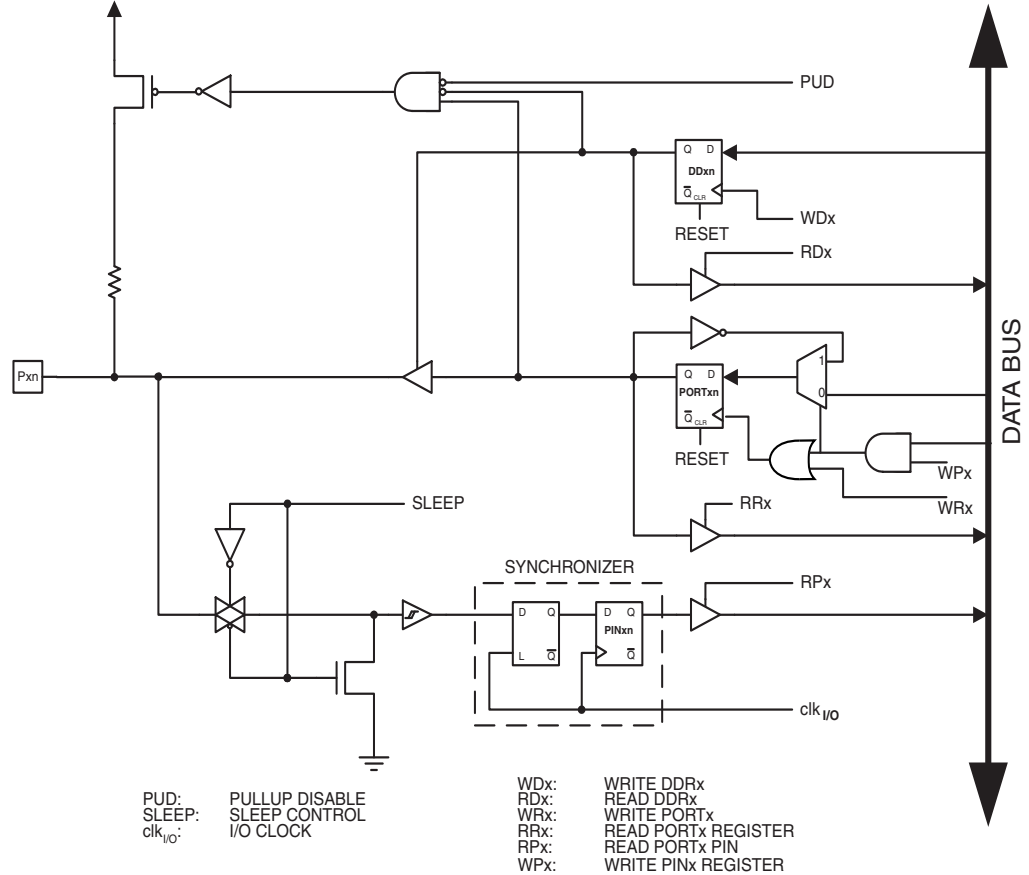 PUD
Q D
DDxn
Q CLR
WDx
RESET
RDx
Pxn
1
Q D
PORTxn
0
Q CLR
RESET
WPx
WRx
RRx
SLEEP
SYNCHRONIZER
RPx
D Q
D Q
PINxn
L Q
Q
clk I/O
DATA BUS
PUD: PULLUP DISABLE
SLEEP: SLEEP CONTROL
clkI/O: I/O CLOCK
WDx: WRITE DDRx
RDx: READ DDRx
WRx: WRITE PORTx
RRx: READ PORTx REGISTER
RPx: READ PORTx PIN
WPx: WRITE PINx REGISTER